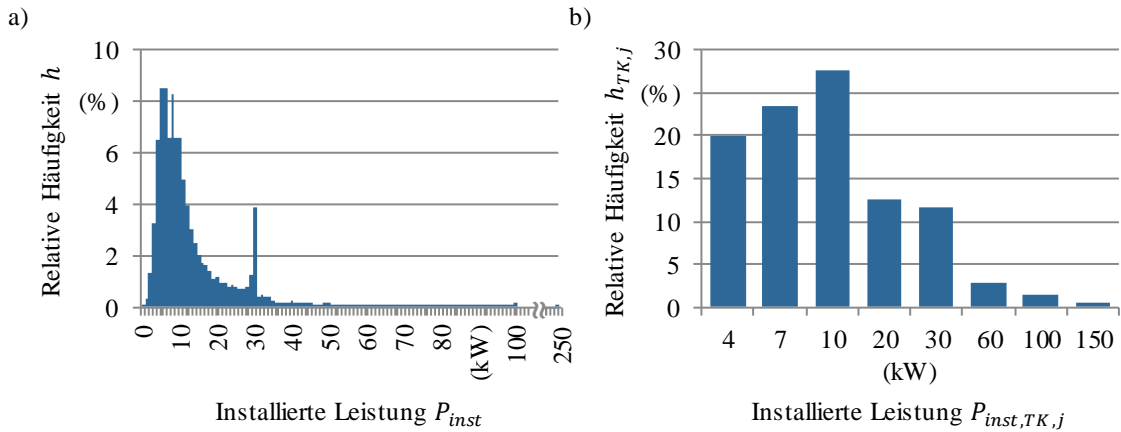 a)
Relative Häufigkeit h
10
(%)
8
6
4
2
0
0
10
20
30
40
50
60
70
80
(kW)
100
250
Installierte Leistung P_inst
b)
Relative Häufigkeit h_TK,j
30
(%)
25
20
15
10
5
0
4 7 10 20 30 60 100 150
(kW)
Installierte Leistung P_inst,TK,j